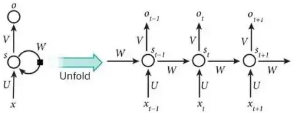 o o_{t-1} o_t o_{t+1}
V V V V
s W W s_{t-1} s_t s_{t+1}
Unfold W W W
U U U U
x x_{t-1} x_t x_{t+1}